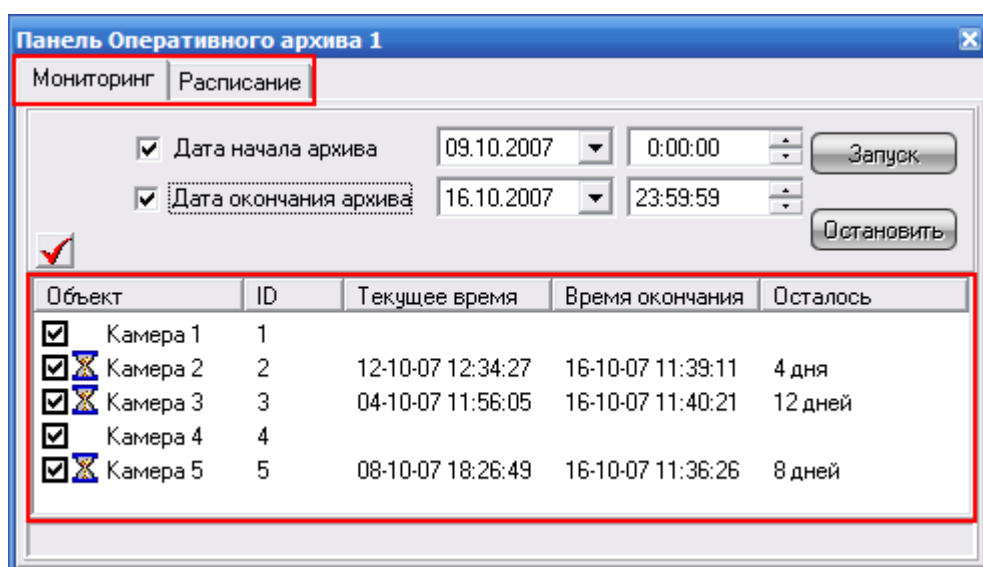 Панель Оперативного архива 1
Мониторинг Расписание
Дата начала архива 09.10.2007 0:00:00 Запуск
Дата окончания архива 16.10.2007 23:59:59
Остановить
Объект ID Текущее время Время окончания Осталось
Камера 1 1
Камера 2 2 12-10-07 12:34:27 16-10-07 11:39:11 4 дня
Камера 3 3 04-10-07 11:56:05 16-10-07 11:40:21 12 дней
Камера 4 4
Камера 5 5 08-10-07 18:26:49 16-10-07 11:36:26 8 дней